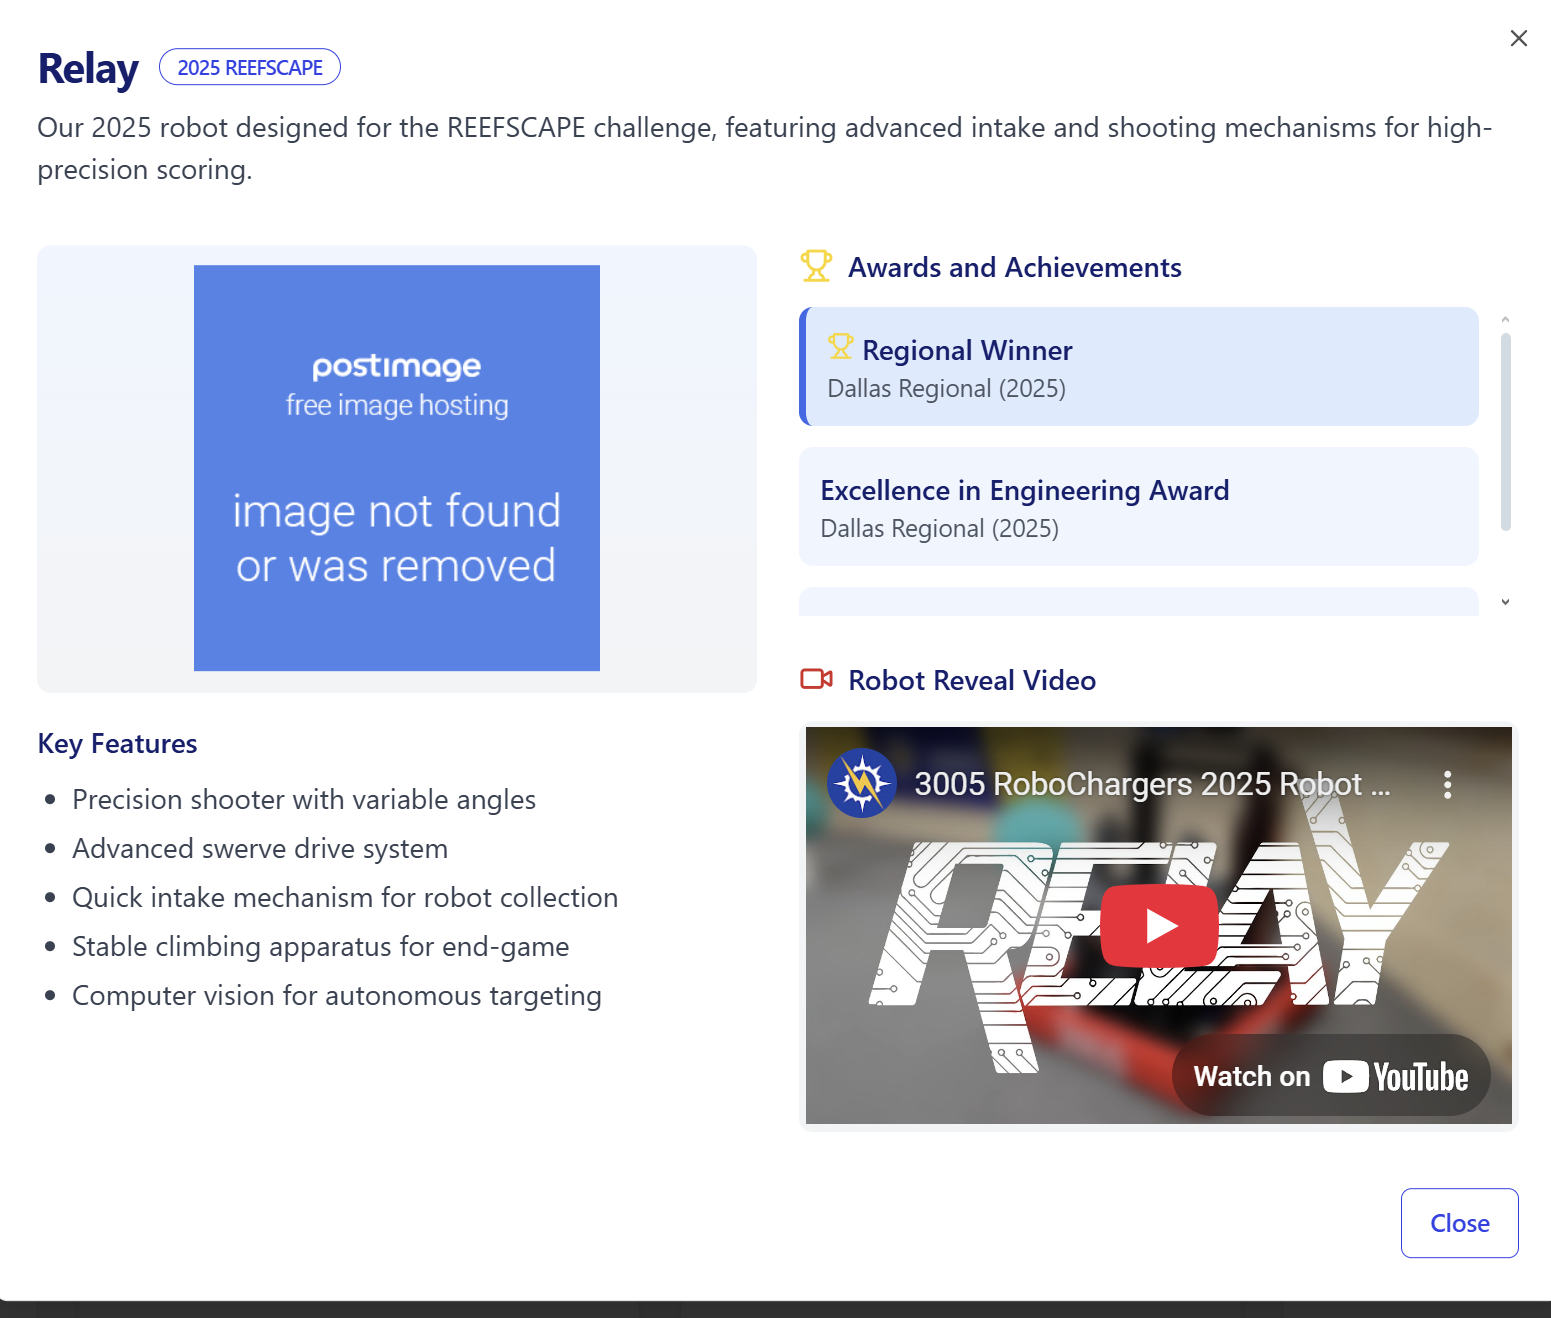 Relay
2025 REEFSCAPE
Our 2025 robot designed for the REEFSCAPE challenge, featuring advanced intake and shooting mechanisms for high-
precision scoring.
postimage
free image hosting
image not found
or was removed
Key Features
Precision shooter with variable angles
Advanced swerve drive system
Quick intake mechanism for robot collection
Stable climbing apparatus for end-game
Computer vision for autonomous targeting
Awards and Achievements
Regional Winner
Dallas Regional (2025)
Excellence in Engineering Award
Dallas Regional (2025)
Robot Reveal Video
3005 RoboChargers 2025 Robot ...
RELAY
Watch on YouTube
Close